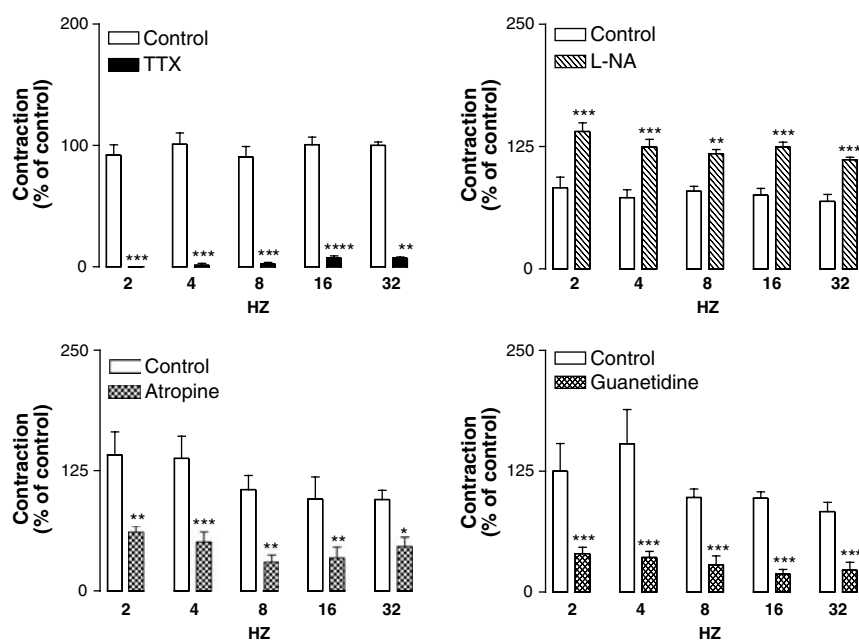 200
Control
TTX
100
0
Contraction
(% of control)
***
***
***
****
**
2 4 8 16 32
HZ
250
Control
L-NA
125
0
Contraction
(% of control)
***
***
**
***
***
2 4 8 16 32
HZ
250
Control
Atropine
125
0
Contraction
(% of control)
**
***
**
**
*
2 4 8 16 32
HZ
250
Control
Guanetidine
125
0
Contraction
(% of control)
***
***
***
***
***
2 4 8 16 32
HZ